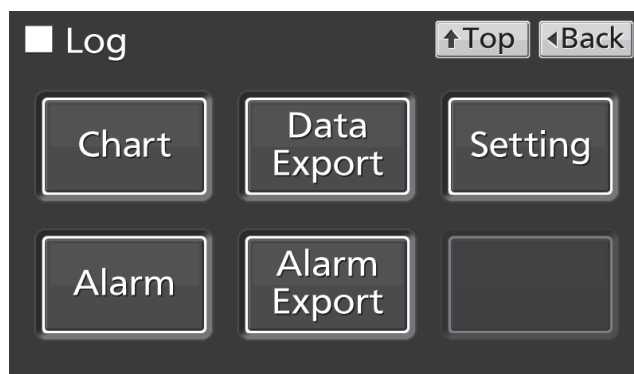 Log
↑Top
◂Back
Chart
Data
Export
Setting
Alarm
Alarm
Export